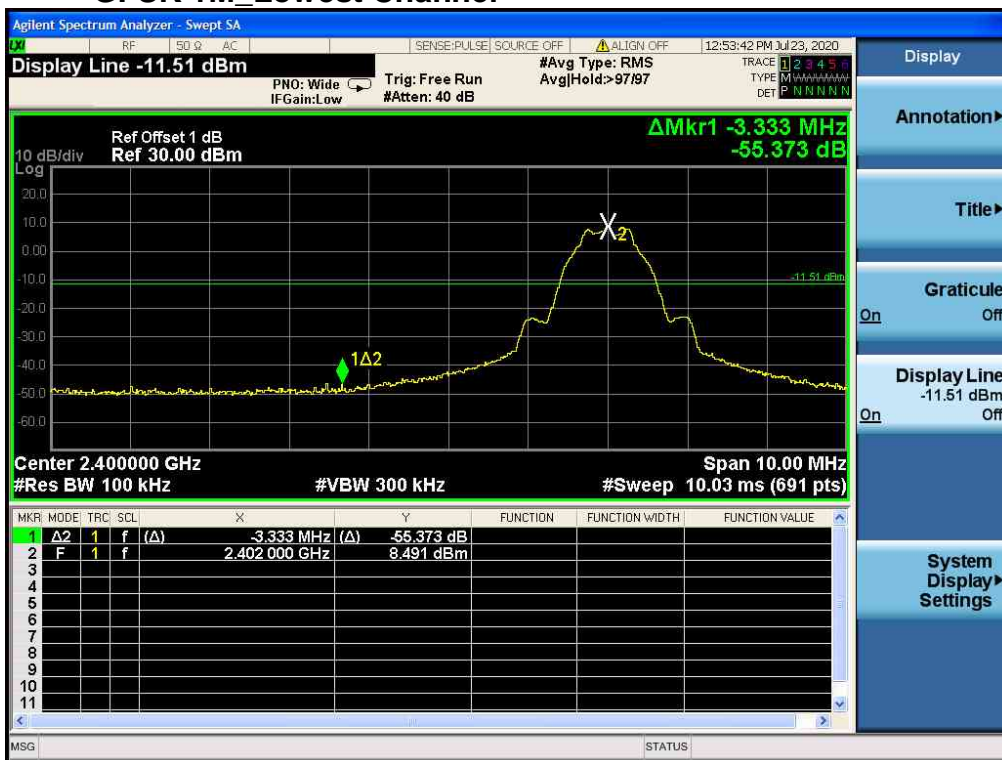 Agilent Spectrum Analyzer - Swept SA
LXI RF 50 Ω AC SENSE:PULSE SOURCE OFF ALIGN OFF 12:53:42 PM Jul 23, 2020
Display Line -11.51 dBm
PNO: Wide
IFGain:Low
Trig: Free Run
#Atten: 40 dB
#Avg Type: RMS
Avg|Hold:>97/97
TRACE 1 2 3 4 5 6
TYPE M
DET P N N N N N
Ref Offset 1 dB
Ref 30.00 dBm
10 dB/div
Log
ΔMkr1 -3.333 MHz
-55.373 dB
20.0
10.0
0.00
-10.0
-20.0
-30.0
-40.0
-50.0
-60.0
2
-11.51 dBm
1Δ2
Center 2.400000 GHz
Span 10.00 MHz
#Res BW 100 kHz
#VBW 300 kHz
#Sweep 10.03 ms (691 pts)
MKR MODE TRC SCL X Y FUNCTION FUNCTION WIDTH FUNCTION VALUE
1 Δ2 1 f (Δ) -3.333 MHz (Δ) -55.373 dB
2 F 1 f 2.402 000 GHz 8.491 dBm
3
4
5
6
7
8
9
10
11
MSG
STATUS
Display
Annotation
Title
Graticule
On Off
Display Line
-11.51 dBm
On Off
System
Display
Settings